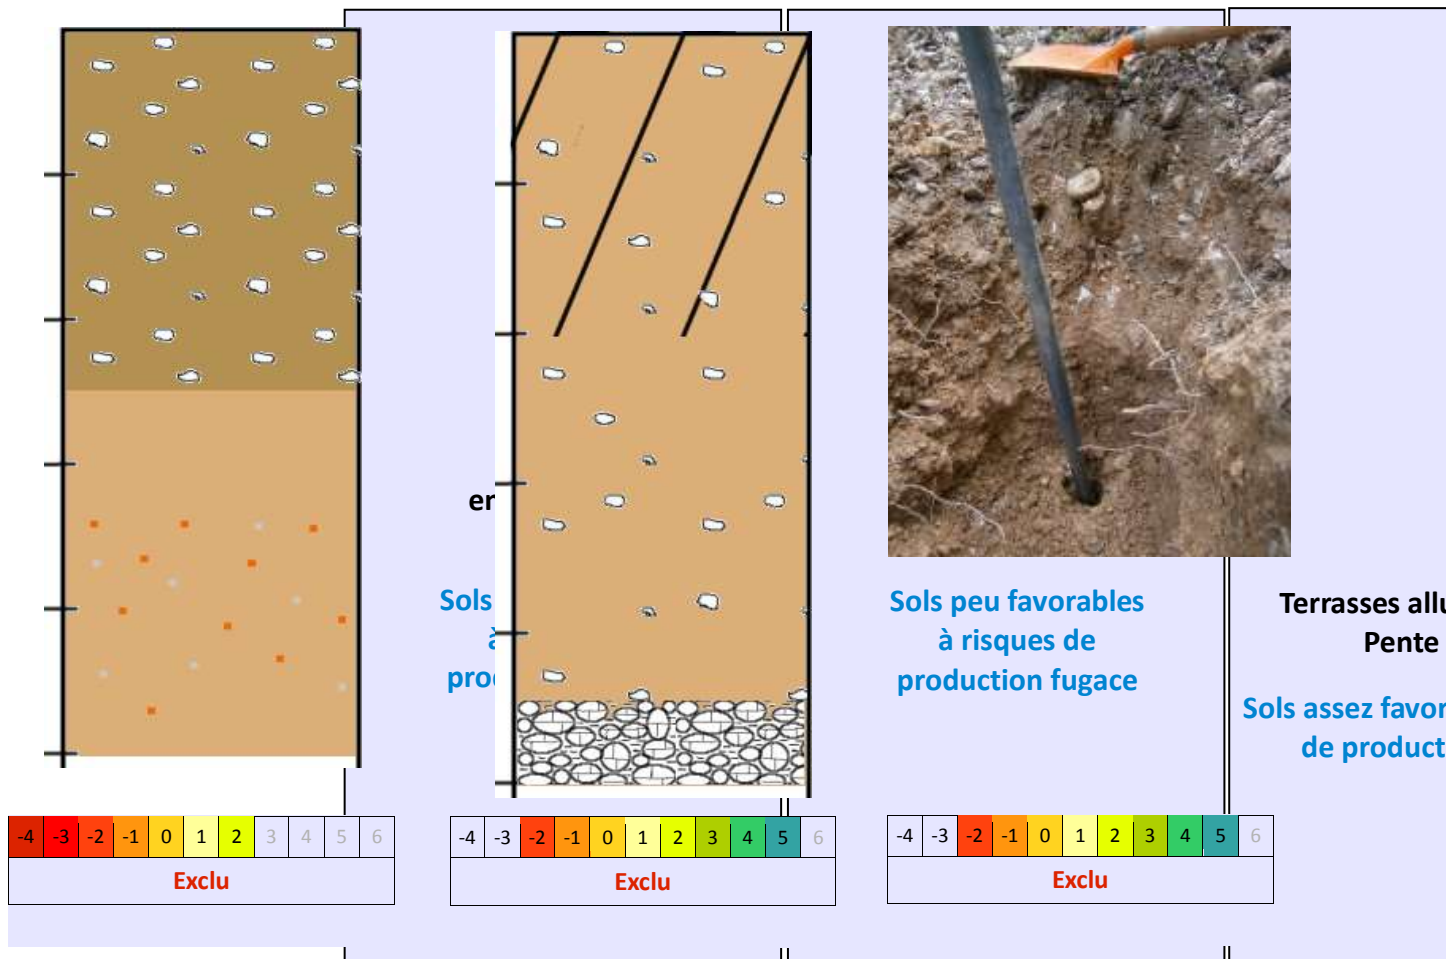 er
Sols
à
pro
Sols peu favorables
à risques de
production fugace
Terrasses allu
Pente
Sols assez favor
de product
-4 -3 -2 -1 0 1 2 3 4 5 6
Exclu
-4 -3 -2 -1 0 1 2 3 4 5 6
Exclu
-4 -3 -2 -1 0 1 2 3 4 5 6
Exclu